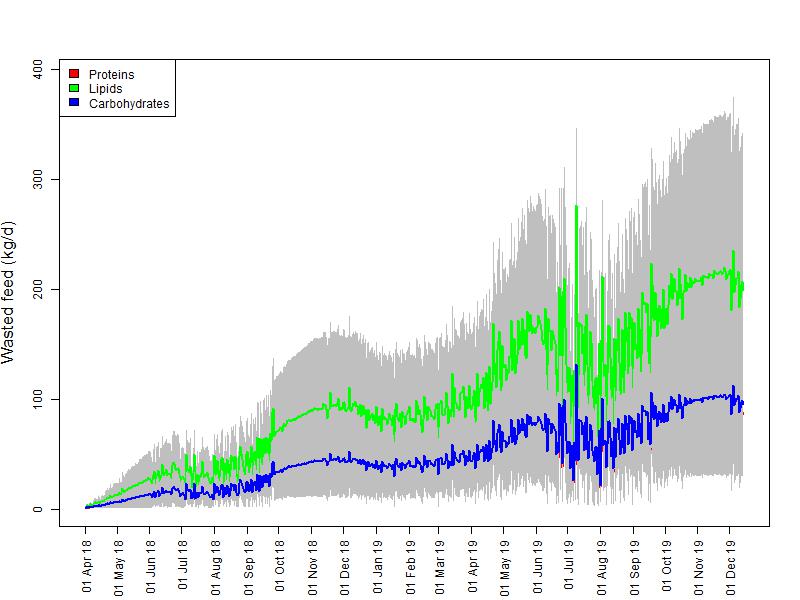 Proteins
Lipids
Carbohydrates
Wasted feed (kg/d)
400
300
200
100
0
01 Apr 18
01 May 18
01 Jun 18
01 Jul 18
01 Aug 18
01 Sep 18
01 Oct 18
01 Nov 18
01 Dec 18
01 Jan 19
01 Feb 19
01 Mar 19
01 Apr 19
01 May 19
01 Jun 19
01 Jul 19
01 Aug 19
01 Sep 19
01 Oct 19
01 Nov 19
01 Dec 19